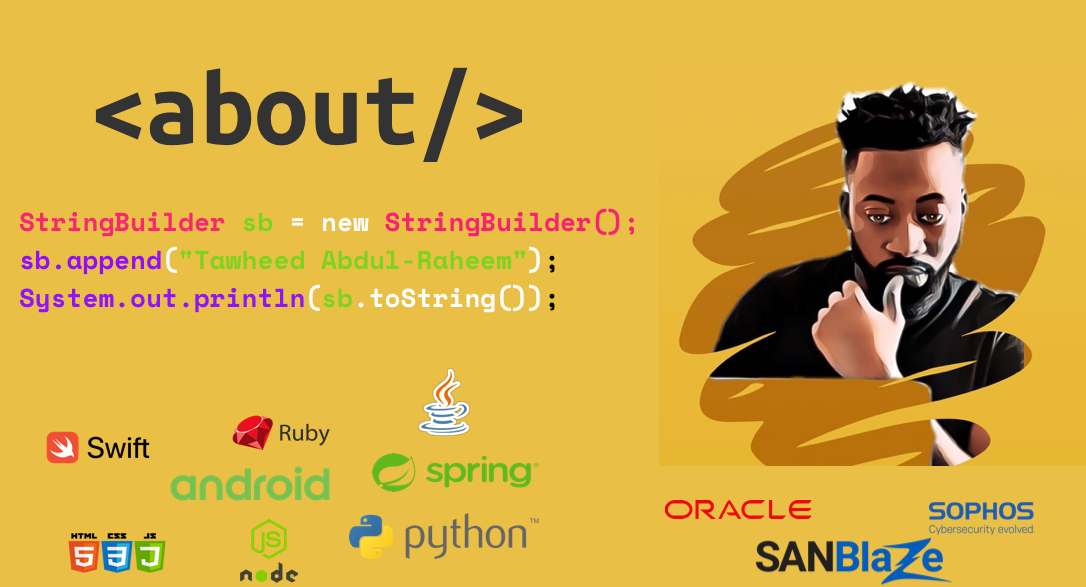 <about/>
StringBuilder sb = new StringBuilder();
sb.append("Tawheed Abdul-Raheem");
System.out.println(sb.toString());
Swift
Ruby
android
spring
HTML CSS JS
5 3 J
JS
node
python™
ORACLE
SOPHOS
Cybersecurity evolved.
SANBlaZe